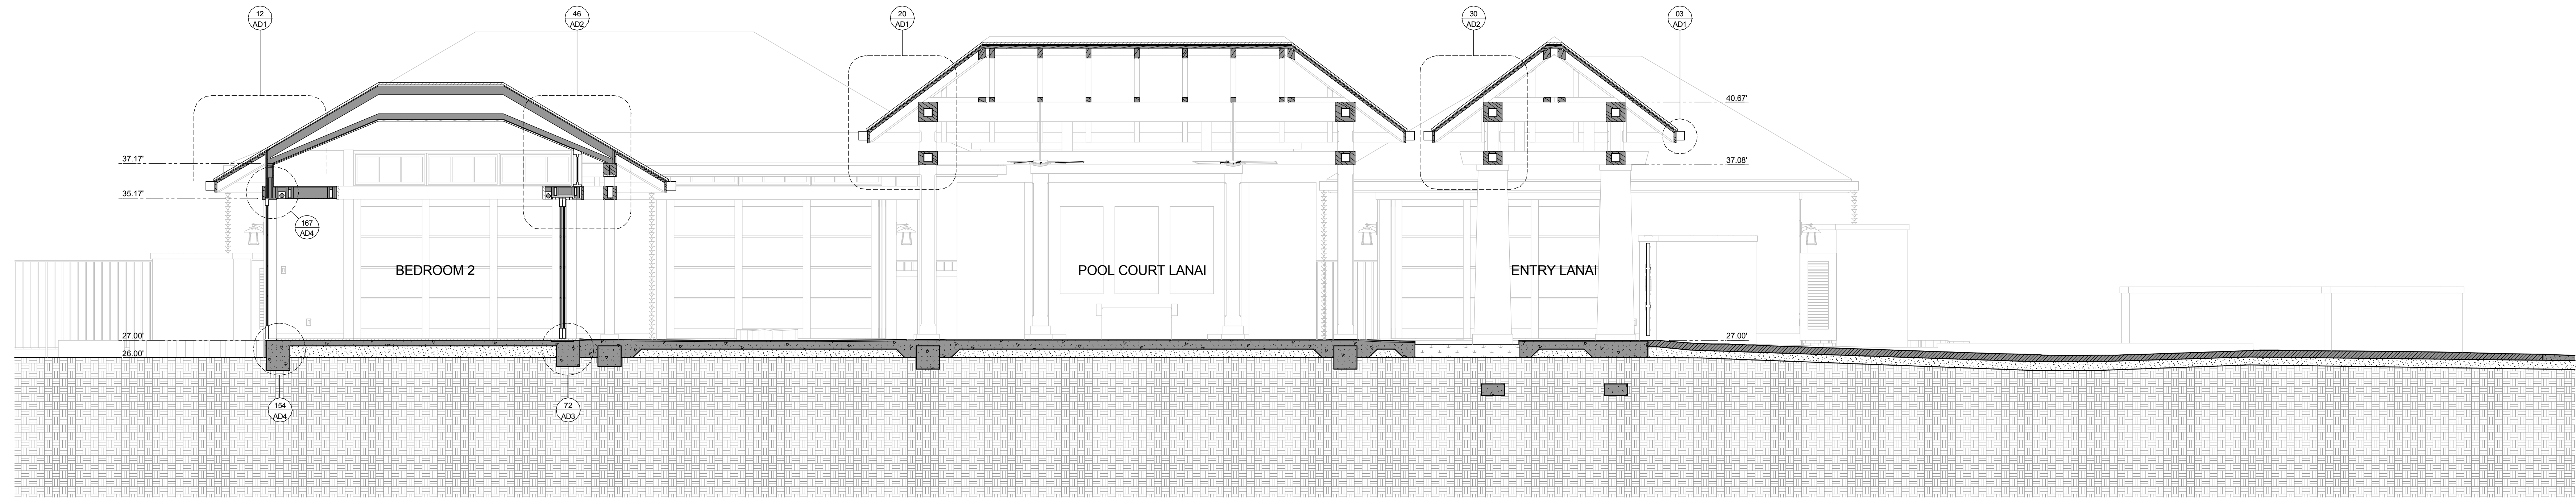 12
AD1
46
AD2
20
AD1
30
AD2
03
AD1
40.67'
37.17'
37.08'
35.17'
167
AD4
BEDROOM 2
POOL COURT LANAI
ENTRY LANAI
27.00'
27.00'
26.00'
154
AD4
72
AD3